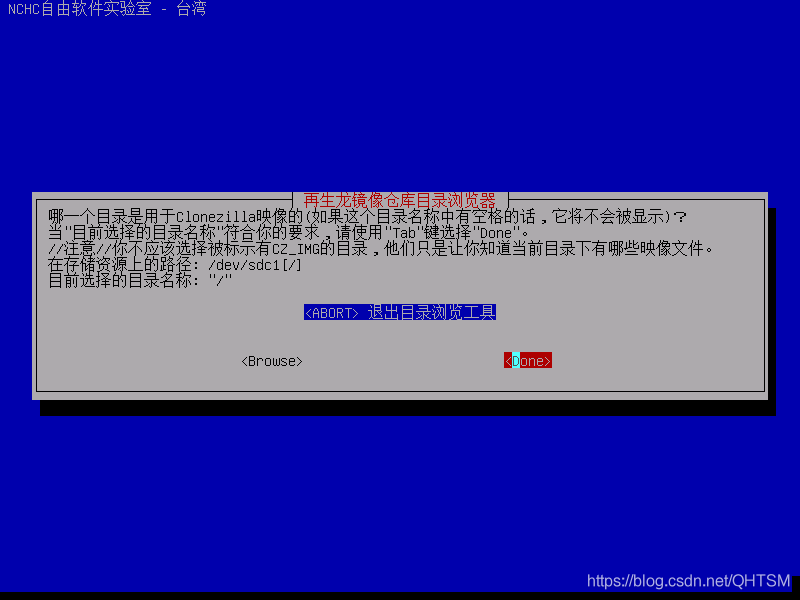 NCHC自由软件实验室 - 台湾
再生龙镜像仓库目录浏览器
哪一个目录是用于Clonezilla映像的(如果这个目录名称中有空格的话，它将不会被显示)？
当"目前选择的目录名称"符合你的要求，请使用"Tab"键选择"Done"。
//注意//你不应该选择被标示有CZ_IMG的目录，他们只是让你知道当前目录下有哪些映像文件。
在存储资源上的路径: /dev/sdc1[/]
目前选择的目录名称: "/"
<ABORT> 退出目录浏览工具
<Browse> <Done>
https://blog.csdn.net/QHTSM